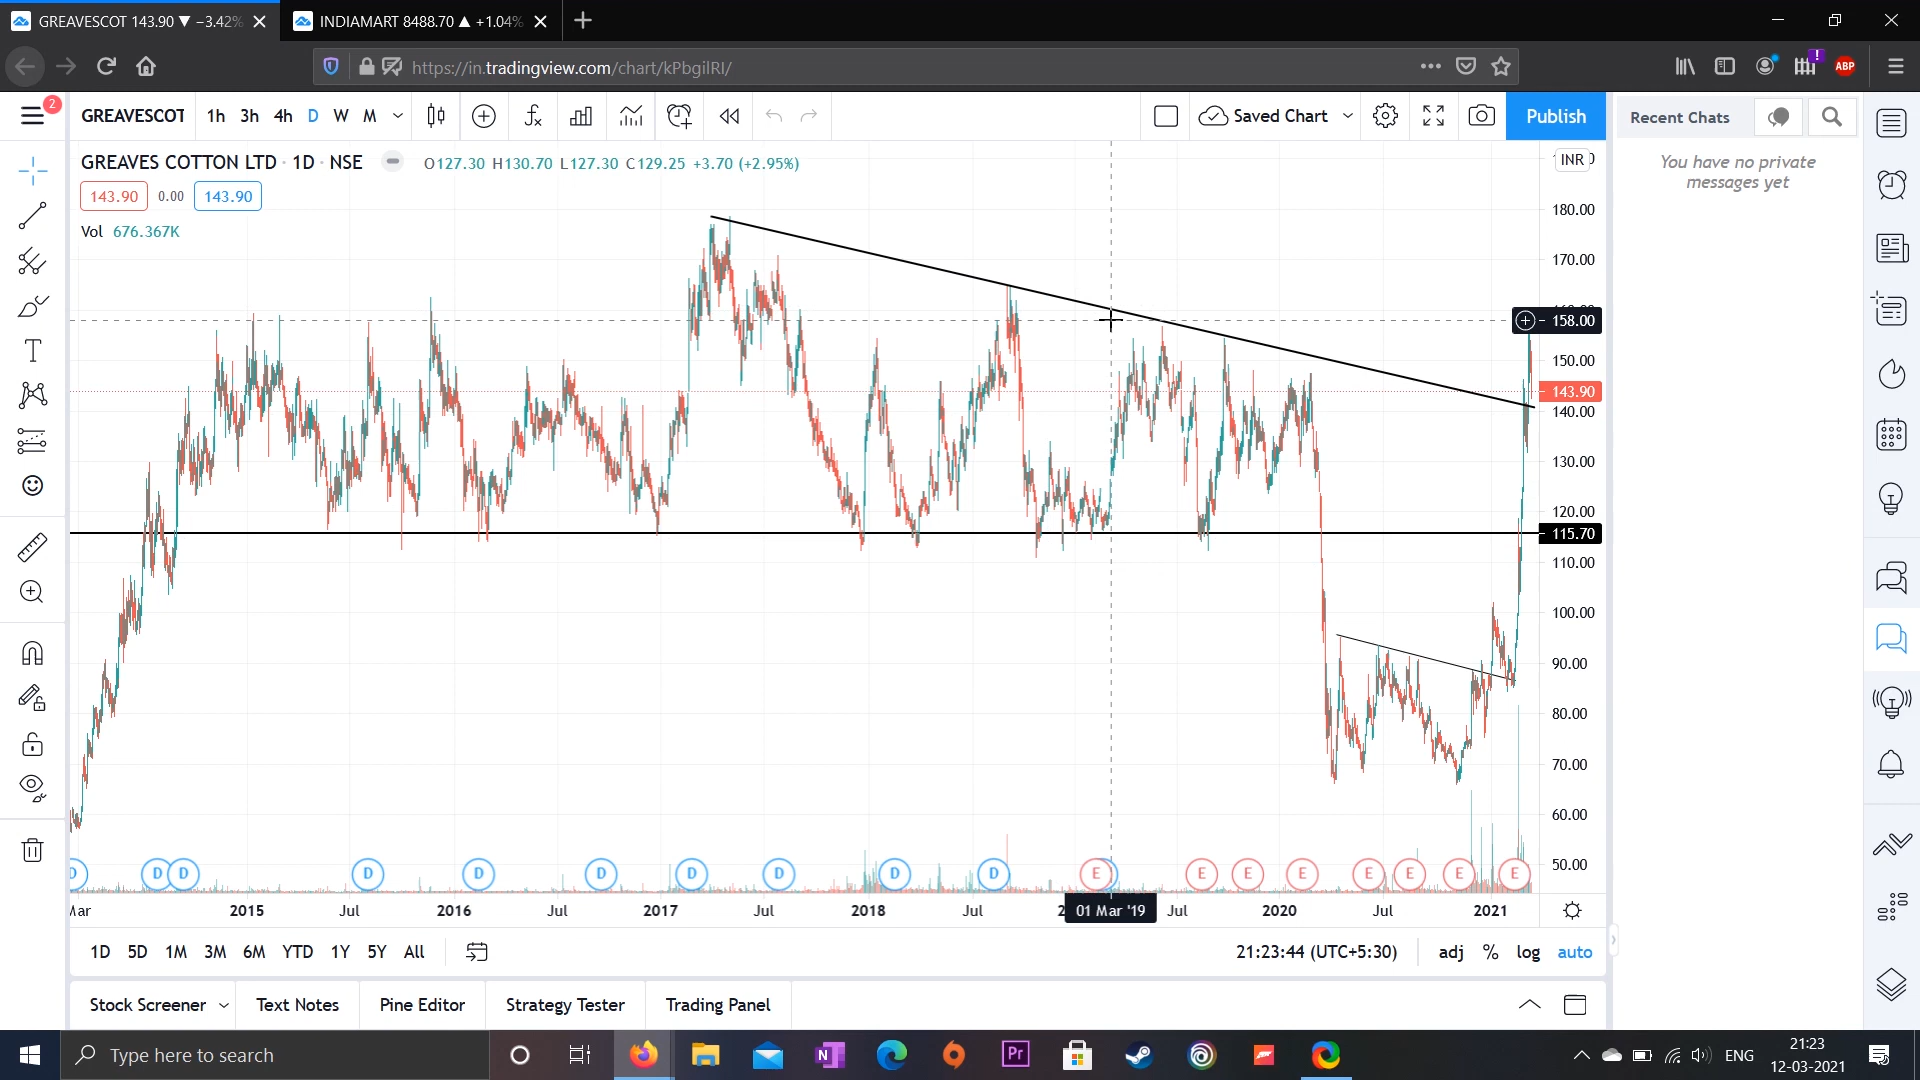 GREAVESCOT 143.90 ▼ −3.42%
INDIAMART 8488.70 ▲ +1.04%
https://in.tradingview.com/chart/kPbgilRI/
ABP
2
GREAVESCOT 1h 3h 4h D W M
Saved Chart
Publish
Recent Chats
You have no private
messages yet
GREAVES COTTON LTD · 1D · NSE
O127.30 H130.70 L127.30 C129.25 +3.70 (+2.95%)
INR
143.90 0.00 143.90
Vol 676.367K
180.00
170.00
158.00
150.00
143.90
140.00
130.00
120.00
115.70
110.00
100.00
90.00
80.00
70.00
60.00
50.00
D D D D D D D D D D E E E E E E E E
2015 Jul 2016 Jul 2017 Jul 2018 Jul 01 Mar '19 Jul 2020 Jul 2021
1D 5D 1M 3M 6M YTD 1Y 5Y All
21:23:44 (UTC+5:30) adj % log auto
Stock Screener Text Notes Pine Editor Strategy Tester Trading Panel
Type here to search
Pr
ENG
21:23
12-03-2021